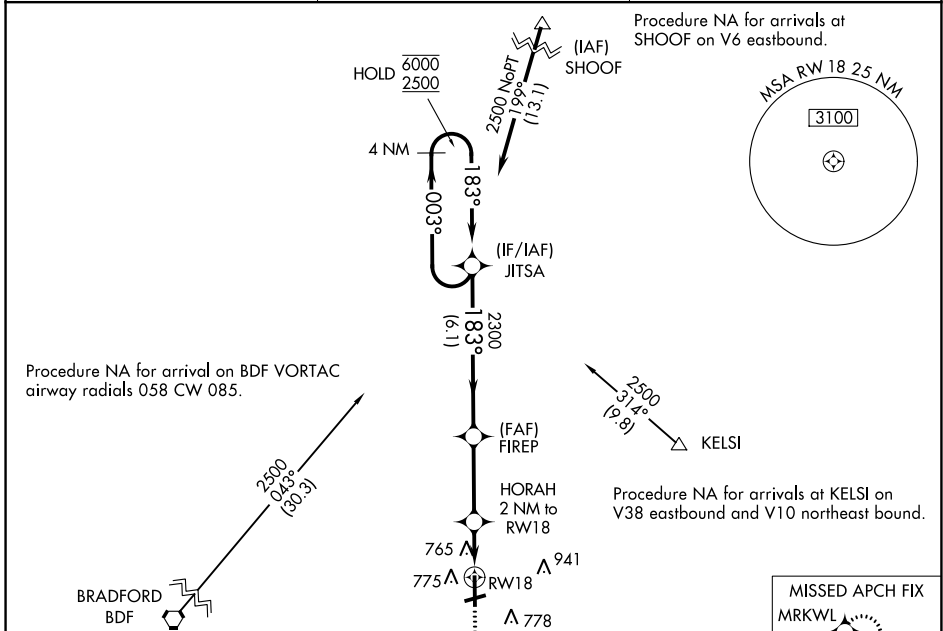 Procedure NA for arrivals at
SHOOF on V6 eastbound.
(IAF)
SHOOF
HOLD 6000
2500
2500 NoPT
199°
(13.1)
MSA RW 18 25 NM
3100
4 NM
183°
003°
(IF/IAF)
JITSA
2300
183°
(6.1)
Procedure NA for arrival on BDF VORTAC
airway radials 058 CW 085.
2500
314°
(9.8)
KELSI
(FAF)
FIREP
2500
043°
(30.3)
HORAH
2 NM to
RW18
Procedure NA for arrivals at KELSI on
V38 eastbound and V10 northeast bound.
765
941
775
RW18
778
BRADFORD
BDF
MISSED APCH FIX
MRKWL